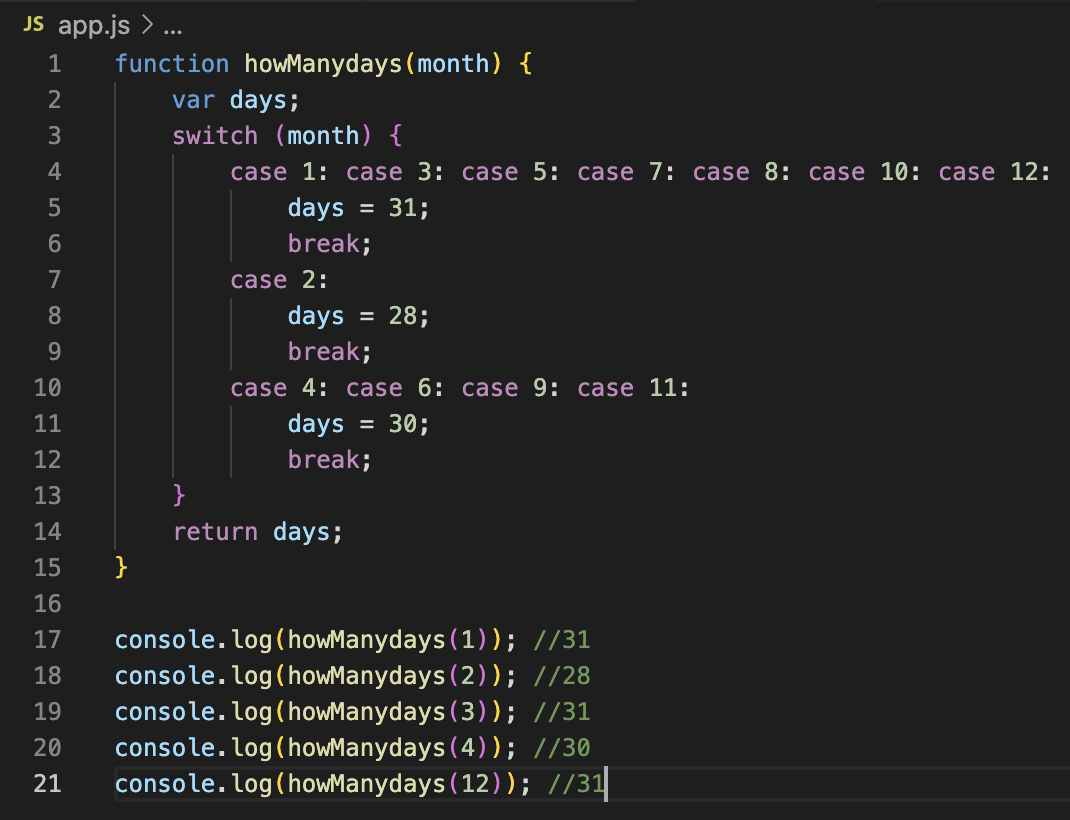 JS app.js > ...
1 function howManydays(month) {
2     var days;
3     switch (month) {
4         case 1: case 3: case 5: case 7: case 8: case 10: case 12:
5             days = 31;
6             break;
7         case 2:
8             days = 28;
9             break;
10         case 4: case 6: case 9: case 11:
11             days = 30;
12             break;
13     }
14     return days;
15 }
16
17 console.log(howManydays(1)); //31
18 console.log(howManydays(2)); //28
19 console.log(howManydays(3)); //31
20 console.log(howManydays(4)); //30
21 console.log(howManydays(12)); //31